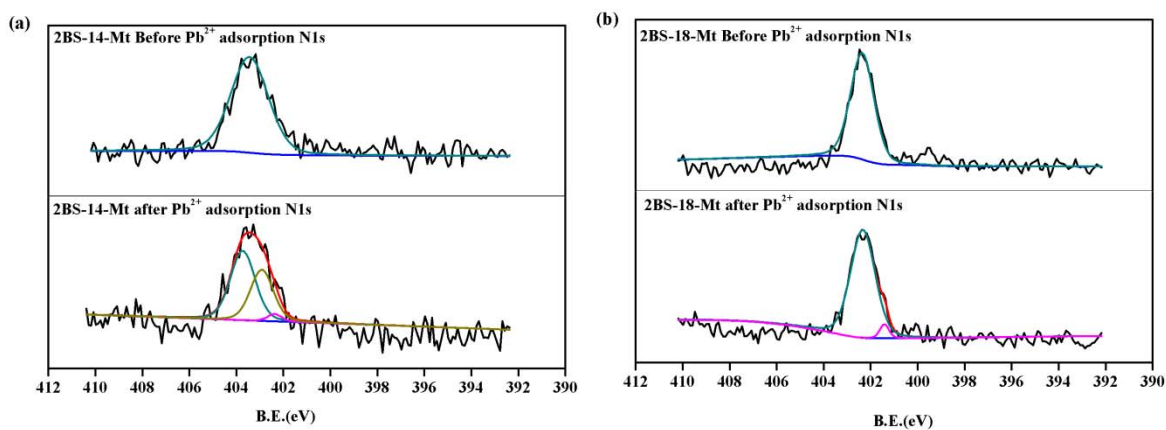 (a)
2BS-14-Mt Before Pb²⁺ adsorption N1s
2BS-14-Mt after Pb²⁺ adsorption N1s
412 410 408 406 404 402 400 398 396 394 392 390
B.E.(eV)
(b)
2BS-18-Mt Before Pb²⁺ adsorption N1s
2BS-18-Mt after Pb²⁺ adsorption N1s
412 410 408 406 404 402 400 398 396 394 392 390
B.E.(eV)